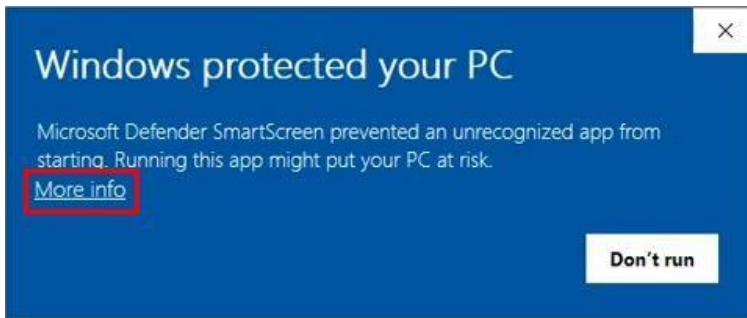 Windows protected your PC
Microsoft Defender SmartScreen prevented an unrecognized app from
starting. Running this app might put your PC at risk.
More info
Don't run